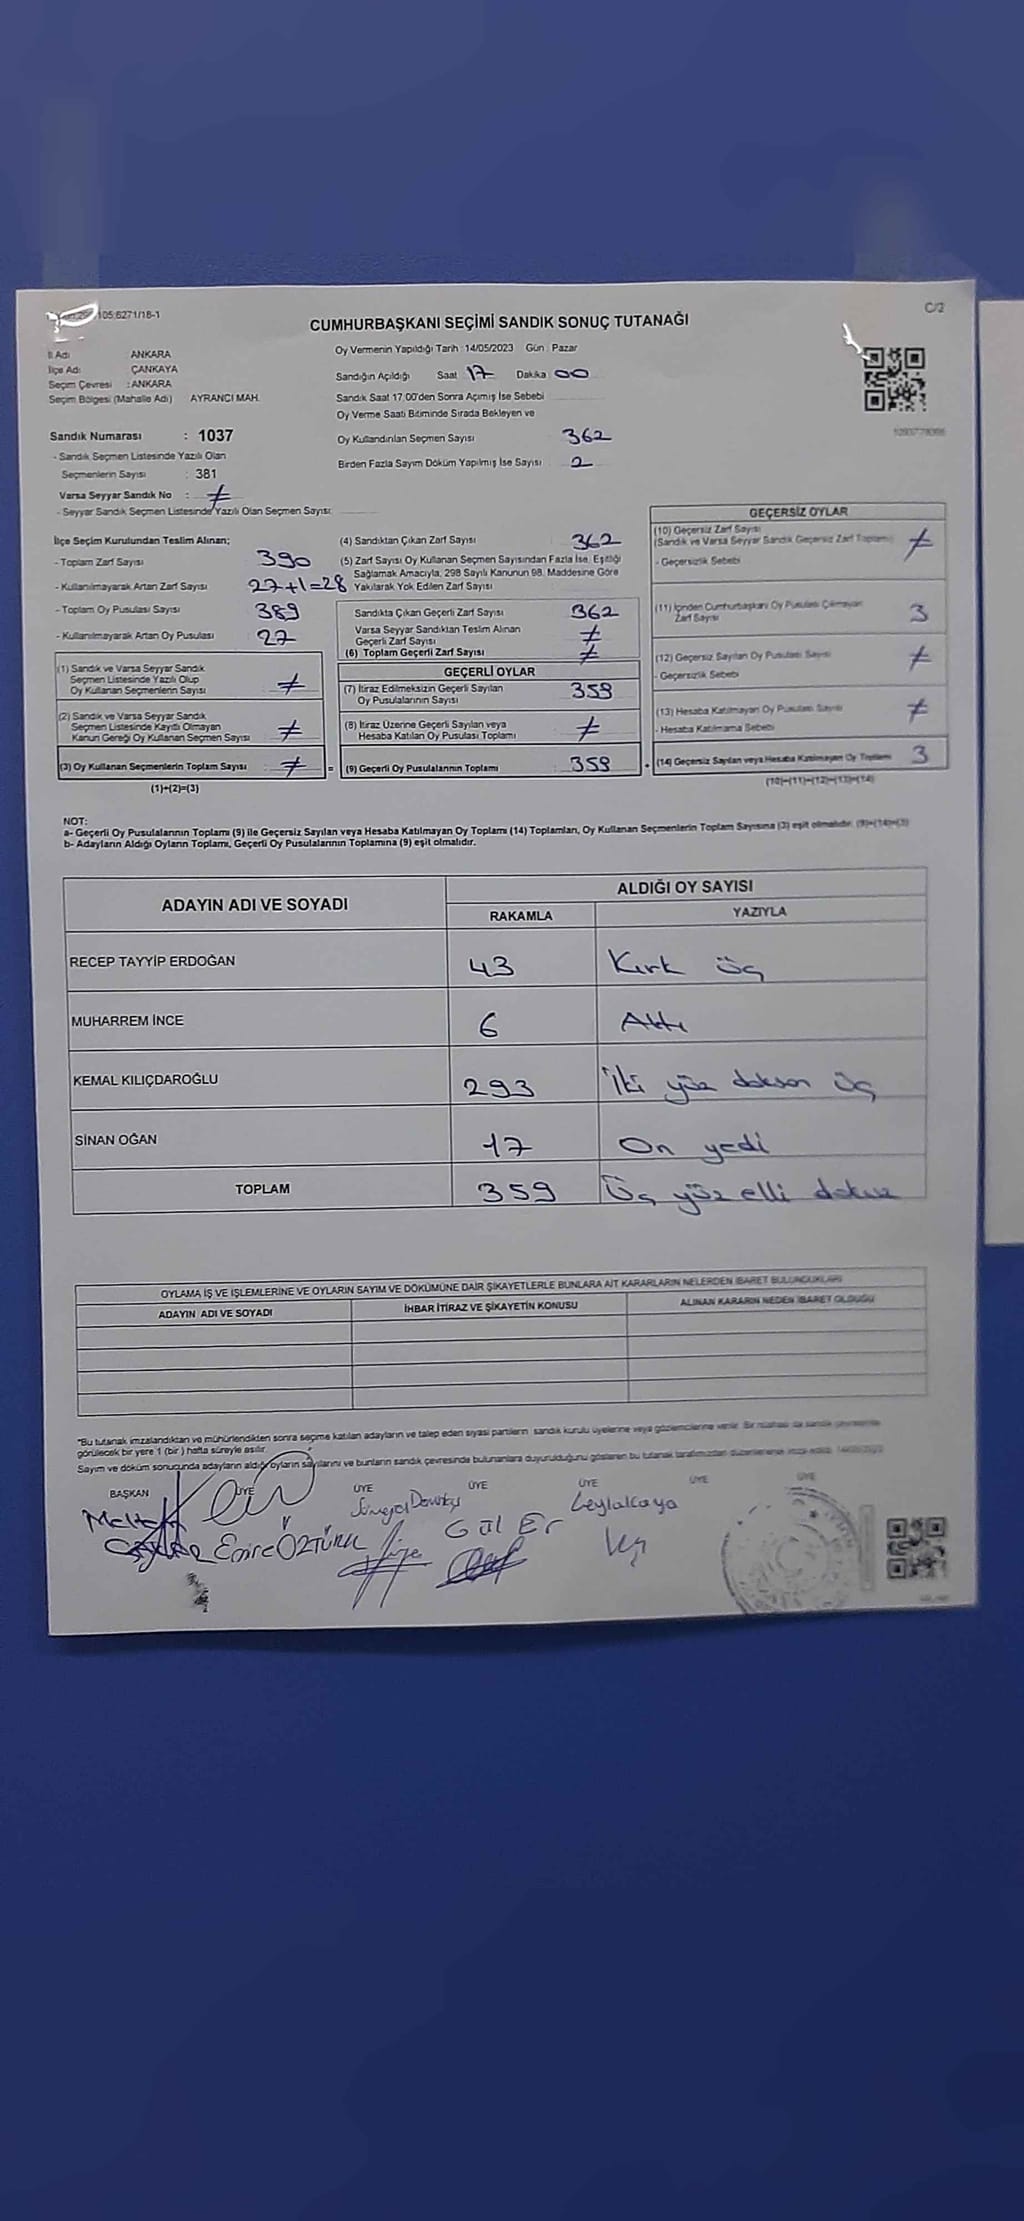 105:6271/18-1
C/2
CUMHURBAŞKANI SEÇİMİ SANDIK SONUÇ TUTANAĞI
İl Adı ANKARA
İlçe Adı ÇANKAYA
Seçim Çevresi : ANKARA
Seçim Bölgesi (Mahalle Adı) AYRANCI MAH.
Oy Vermenin Yapıldığı Tarih :14/05/2023 Gün : Pazar
Sandığın Açıldığı Saat 17 Dakika 00
Sandık Saat 17.00'den Sonra Açımış İse Sebebi
Oy Verme Saati Bitiminde Sırada Bekleyen ve
Oy Kullandırılan Seçmen Sayısı 362
Birden Fazla Sayım Döküm Yapılmış İse Sayısı 2
Sandık Numarası : 1037
- Sandık Seçmen Listesinde Yazılı Olan
Seçmenlerin Sayısı : 381
Varsa Seyyar Sandık No :
- Seyyar Sandık Seçmen Listesinde Yazılı Olan Seçmen Sayısı:
İlçe Seçim Kurulundan Teslim Alınan;
- Toplam Zarf Sayısı 390
- Kullanılmayarak Artan Zarf Sayısı 27+1=28
- Toplam Oy Pusulası Sayısı 389
- Kullanılmayarak Artan Oy Pusulası 27
(1) Sandık ve Varsa Seyyar Sandık
Seçmen Listesinde Yazılı Olup
Oy Kullanan Seçmenlerin Sayısı
(2) Sandık ve Varsa Seyyar Sandık
Seçmen Listesinde Kayıtlı Olmayan
Kanun Gereği Oy Kullanan Seçmen Sayısı
(3) Oy Kullanan Seçmenlerin Toplam Sayısı
(1)+(2)=(3)
(4) Sandıktan Çıkan Zarf Sayısı 362
(5) Zarf Sayısı Oy Kullanan Seçmen Sayısından Fazla İse, Eşitliği
Sağlamak Amacıyla, 298 Sayılı Kanunun 98. Maddesine Göre
Yakılarak Yok Edilen Zarf Sayısı
Sandıkta Çıkan Geçerli Zarf Sayısı 362
Varsa Seyyar Sandıktan Teslim Alınan
Geçerli Zarf Sayısı
(6) Toplam Geçerli Zarf Sayısı
GEÇERLİ OYLAR
(7) İtiraz Edilmeksizin Geçerli Sayılan
Oy Pusulalarının Sayısı 359
(8) İtiraz Üzerine Geçerli Sayılan veya
Hesaba Katılan Oy Pusulası Toplamı
= (9) Geçerli Oy Pusulalarının Toplamı 359
GEÇERSİZ OYLAR
(10) Geçersiz Zarf Sayısı
(Sandık ve Varsa Seyyar Sandık Geçersiz Zarf Toplamı)
- Geçersizlik Sebebi
(11) İçinden Cumhurbaşkanı Oy Pusulası Çıkmayan
Zarf Sayısı 3
(12) Geçersiz Sayılan Oy Pusulası Sayısı
- Geçersizlik Sebebi
(13) Hesaba Katılmayan Oy Pusulası Sayısı
- Hesaba Katılmama Sebebi
+ (14) Geçersiz Sayılan veya Hesaba Katılmayan Oy Toplamı 3
(10)+(11)+(12)+(13)=(14)
NOT:
a- Geçerli Oy Pusulalarının Toplamı (9) ile Geçersiz Sayılan veya Hesaba Katılmayan Oy Toplamı (14) Toplamları, Oy Kullanan Seçmenlerin Toplam Sayısına (3) eşit olmalıdır. (9)+(14)=(3)
b- Adayların Aldığı Oyların Toplamı, Geçerli Oy Pusulalarının Toplamına (9) eşit olmalıdır.
ADAYIN ADI VE SOYADI
ALDIĞI OY SAYISI
RAKAMLA YAZIYLA
RECEP TAYYİP ERDOĞAN 43 Kırk üç
MUHARREM İNCE 6 Altı
KEMAL KILIÇDAROĞLU 293 İki yüz doksan üç
SİNAN OĞAN 17 On yedi
TOPLAM 359 Üç yüz elli dokuz
OYLAMA İŞ VE İŞLEMLERİNE VE OYLARIN SAYIM VE DÖKÜMÜNE DAİR ŞİKAYETLERLE BUNLARA AİT KARARLARIN NELERDEN İBARET BULUNDUKLARI
ADAYIN ADI VE SOYADI İHBAR İTİRAZ VE ŞİKAYETİN KONUSU ALINAN KARARIN NEDEN İBARET OLDUĞU
"Bu tutanak imzalandıktan ve mühürlendikten sonra seçime katılan adayların ve talep eden siyasi partilerin sandık kurulu üyelerine veya gözlemcilerine verilir. Bir nüshası da sandık çevresinde
görülecek bir yere 1 (bir) hafta süreyle asılır.
Sayım ve döküm sonucunda adayların aldığı oyların sayılarını ve bunların sandık çevresinde bulunanlara duyurulduğunu gösteren bu tutanak tarafımızdan düzenlenerek imza edildi. 14/05/2023
BAŞKAN ÜYE ÜYE ÜYE ÜYE ÜYE ÜYE
Emre ÖZTÜRK
Gül Er
Leyla Kaya